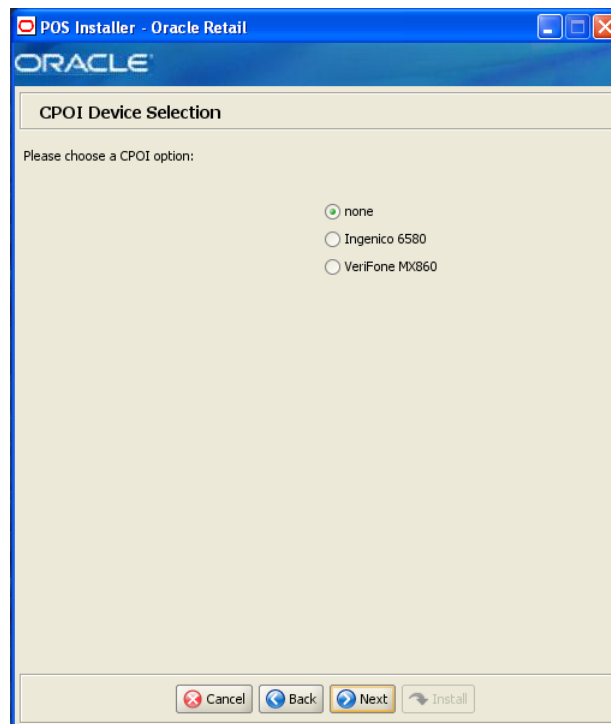 POS Installer - Oracle Retail
ORACLE
CPOI Device Selection
Please choose a CPOI option:
none
Ingenico 6580
VeriFone MX860
Cancel Back Next Install